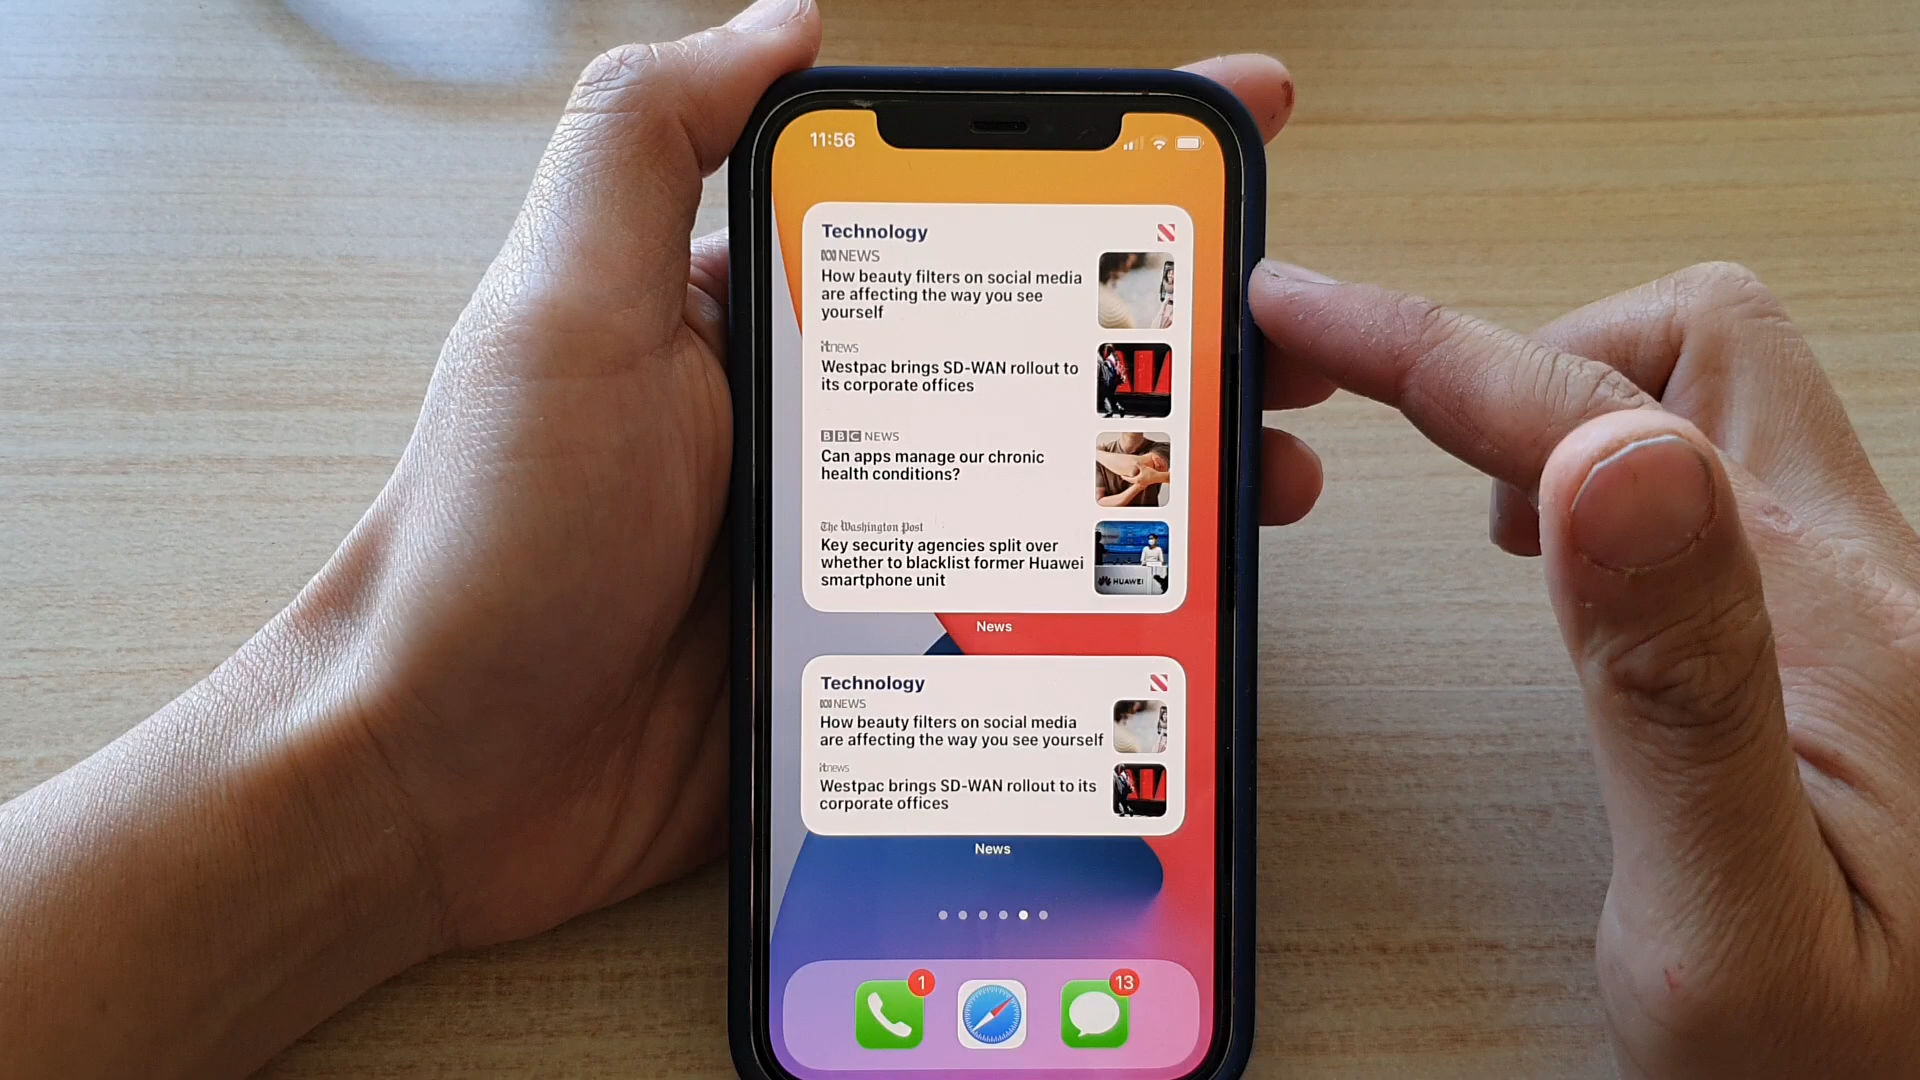 11:56
Technology
NEWS
How beauty filters on social media
are affecting the way you see
yourself
itnews
Westpac brings SD-WAN rollout to
its corporate offices
BBC NEWS
Can apps manage our chronic
health conditions?
The Washington Post
Key security agencies split over
whether to blacklist former Huawei
smartphone unit
HUAWEI
News
Technology
NEWS
How beauty filters on social media
are affecting the way you see yourself
itnews
Westpac brings SD-WAN rollout to its
corporate offices
News
1
13